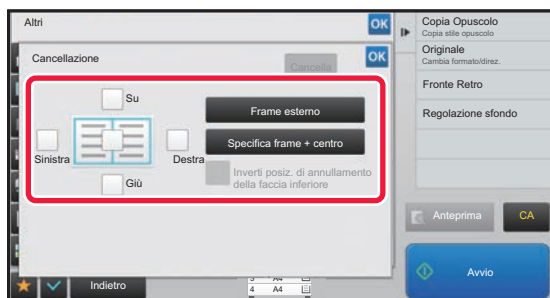 Altri
OK
Cancellazione
Cancella
OK
Su
Sinistra
Destra
Giù
Frame esterno
Specifica frame + centro
Inverti posiz. di annullamento
della faccia inferiore
Indietro
3 A4
4 A4
Copia Opuscolo
Copia stile opuscolo
Originale
Cambia formato/direz.
Fronte Retro
Regolazione sfondo
Anteprima
CA
Avvio